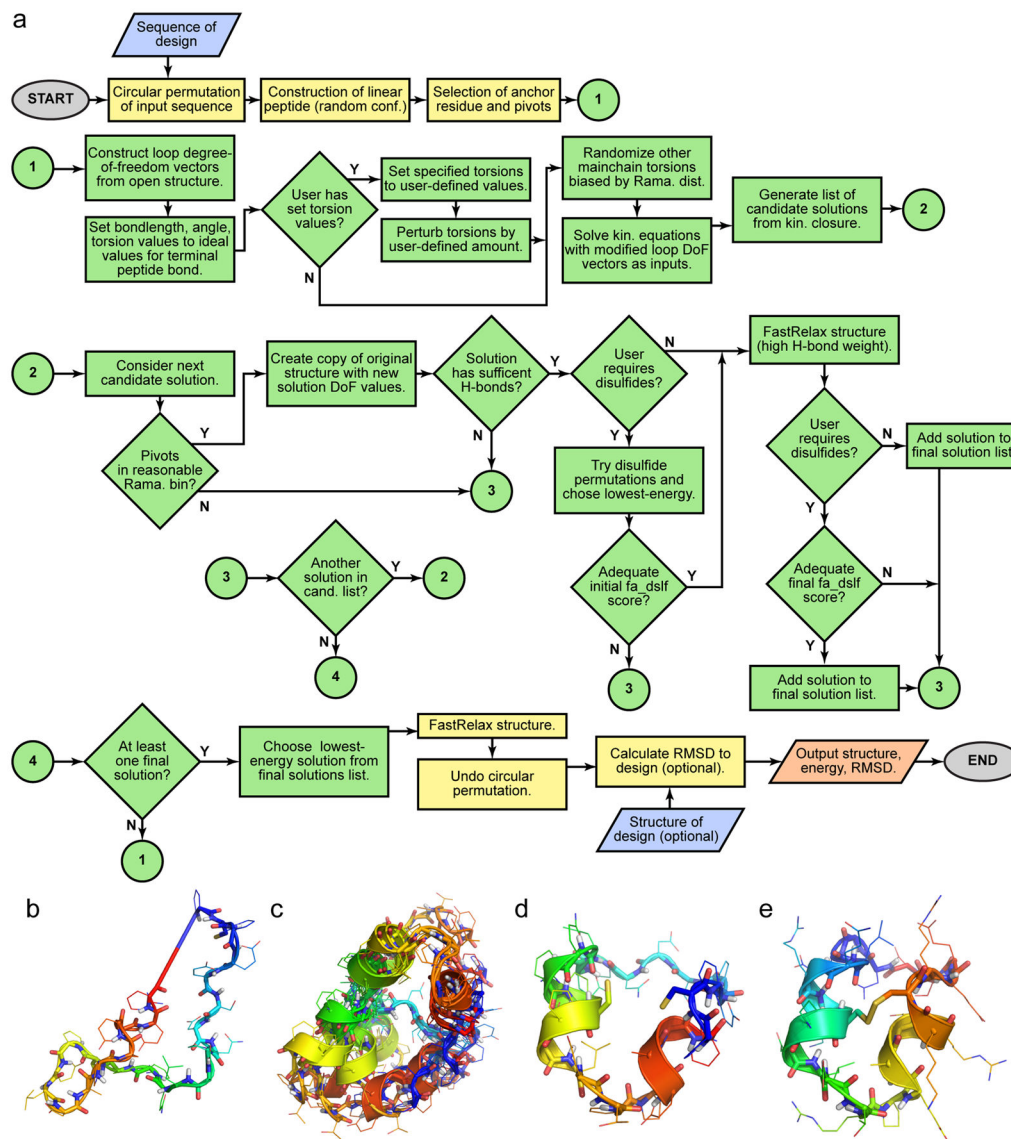 a
Sequence of
design
START
Circular permutation
of input sequence
Construction of linear
peptide (random conf.)
Selection of anchor
residue and pivots
1
1
Construct loop degree-
of-freedom vectors
from open structure.
Set bondlength, angle,
torsion values to ideal
values for terminal
peptide bond.
User has
set torsion
values?
Y
N
Set specified torsions
to user-defined values.
Perturb torsions by
user-defined amount.
Randomize other
mainchain torsions
biased by Rama. dist.
Solve kin. equations
with modified loop DoF
vectors as inputs.
Generate list of
candidate solutions
from kin. closure.
2
2
Consider next
candidate solution.
Pivots
in reasonable
Rama. bin?
Y
N
Create copy of original
structure with new
solution DoF values.
Solution
has sufficent
H-bonds?
Y
N
3
User
requires
disulfides?
N
Y
Try disulfide
permutations and
chose lowest-energy.
Adequate
initial fa_dslf
score?
Y
N
3
FastRelax structure
(high H-bond weight).
User
requires
disulfides?
N
Y
Add solution to
final solution list.
Adequate
final fa_dslf
score?
N
Y
Add solution to
final solution list.
3
3
Another
solution in
cand. list?
Y
2
N
4
4
At least
one final
solution?
Y
N
1
Choose lowest-
energy solution from
final solutions list.
FastRelax structure.
Undo circular
permutation.
Calculate RMSD to
design (optional).
Structure of
design (optional)
Output structure,
energy, RMSD.
END
b
c
d
e